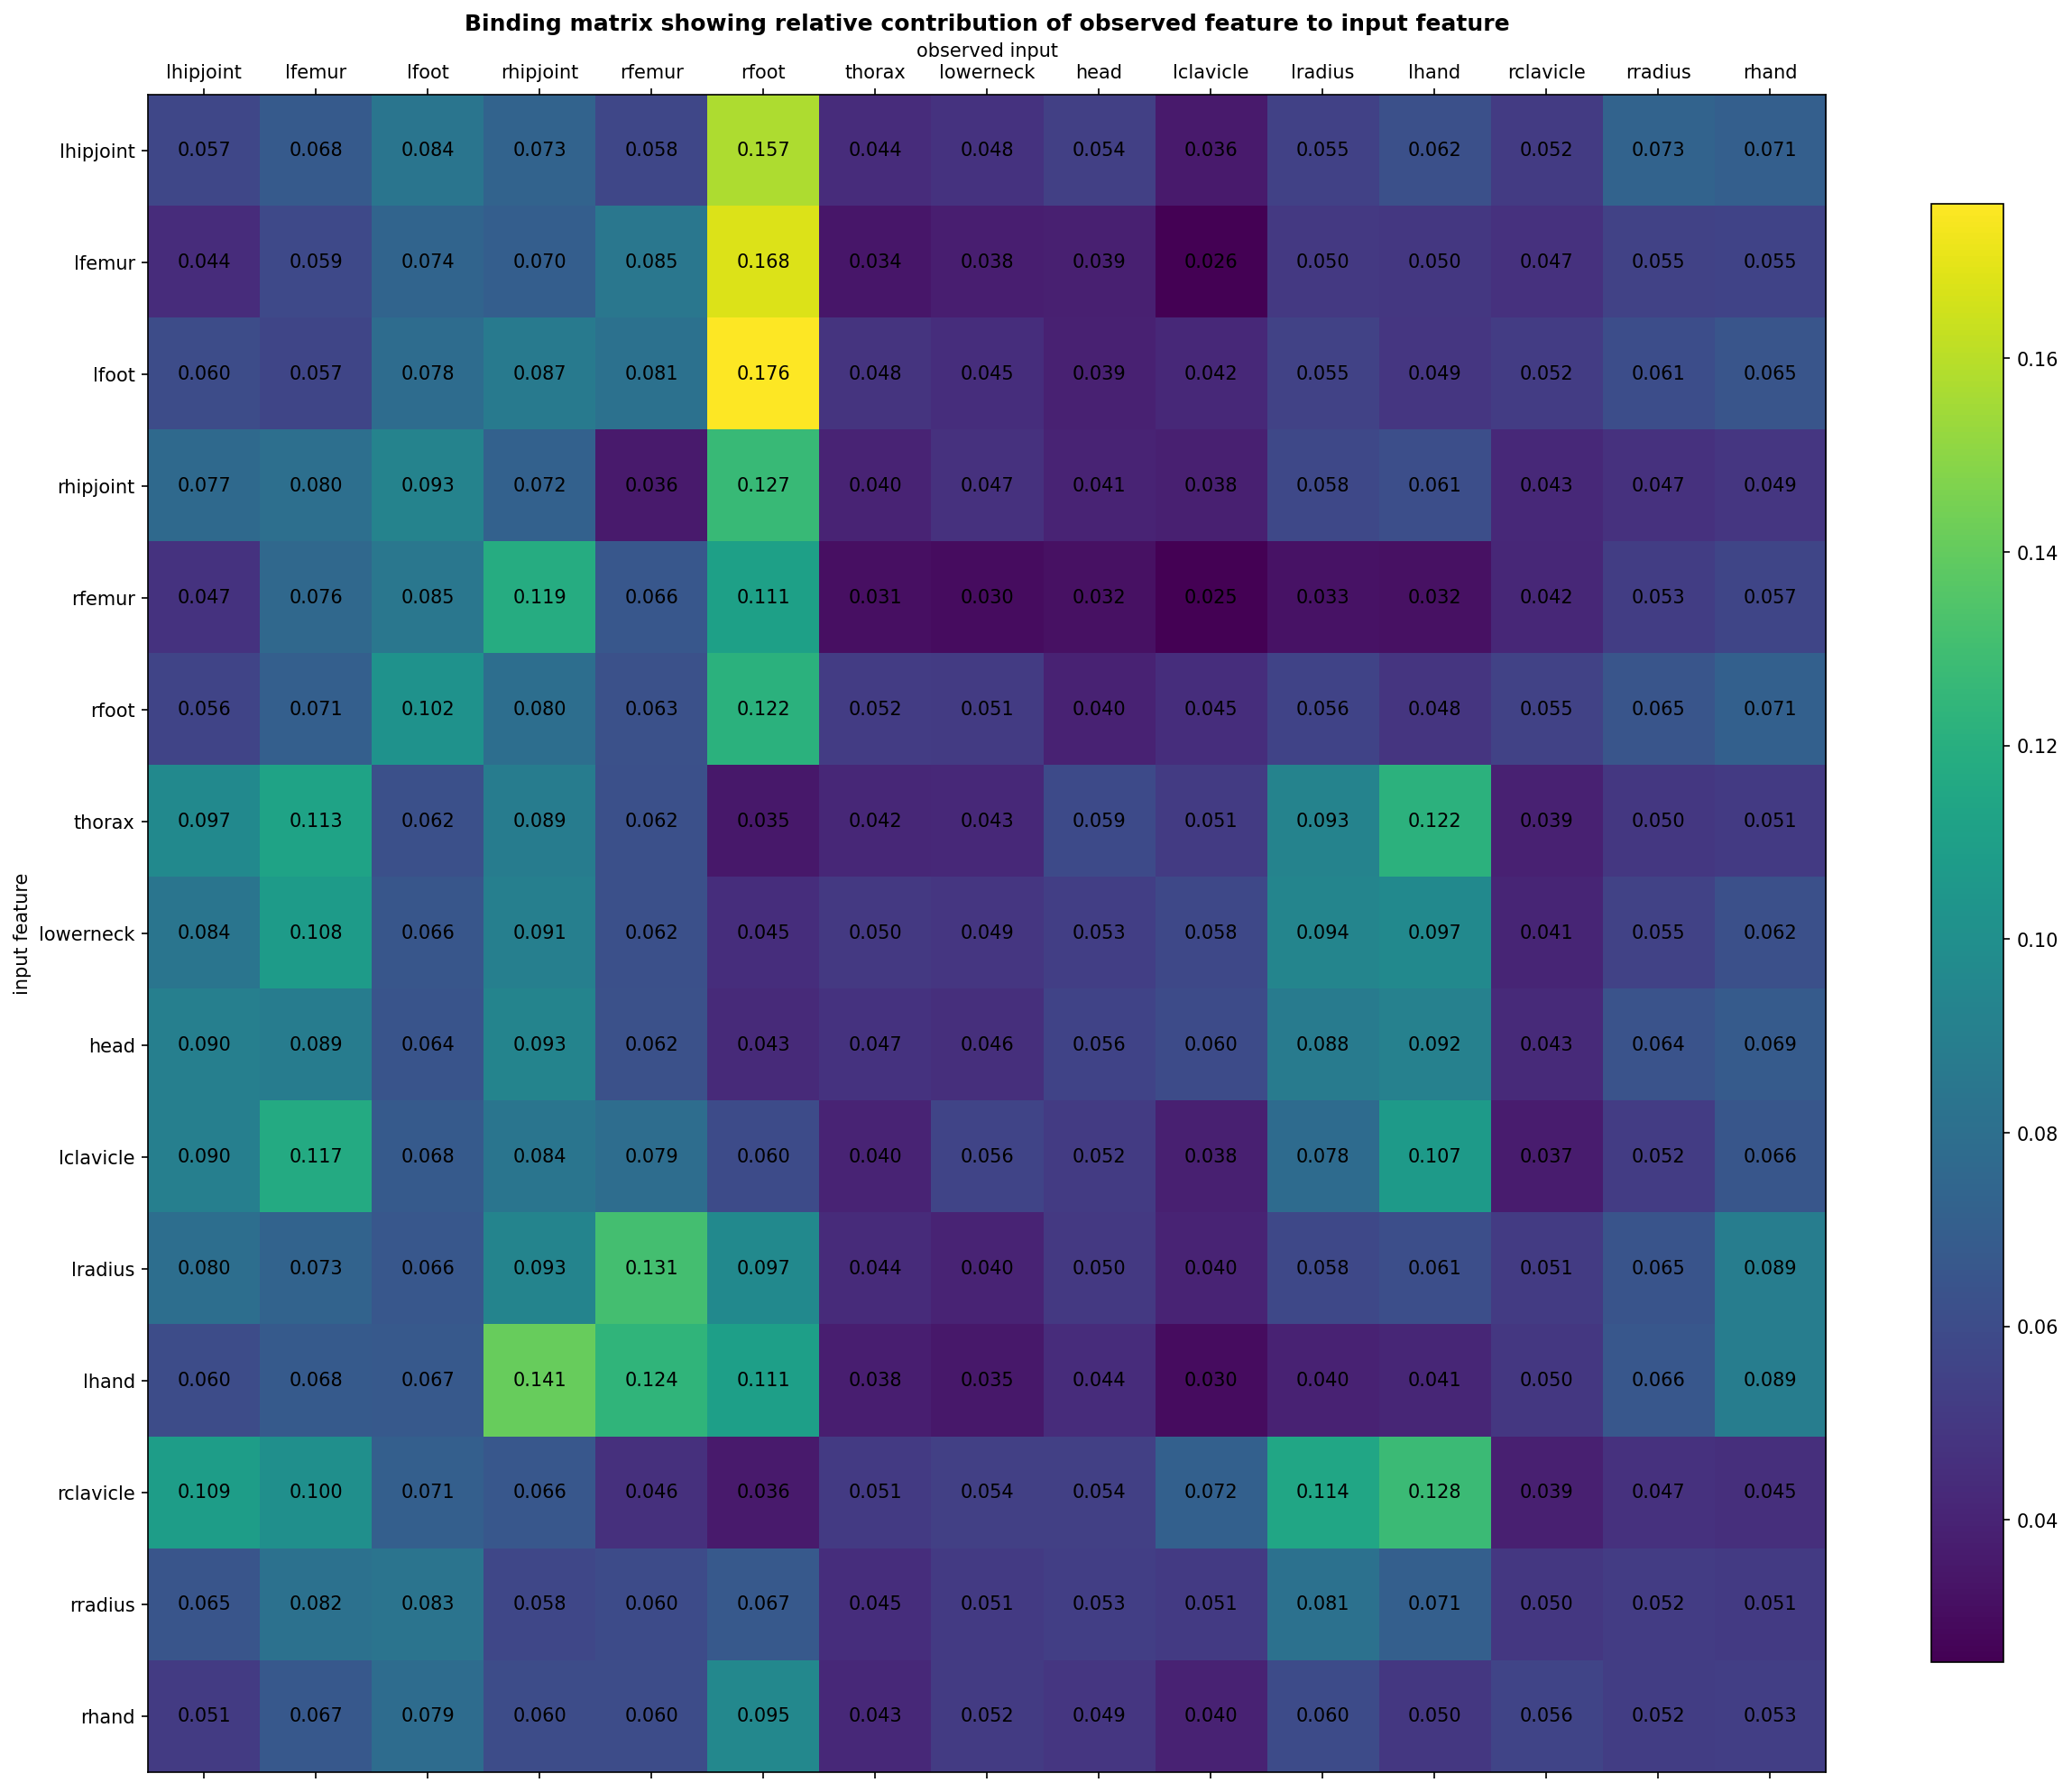 Binding matrix showing relative contribution of observed feature to input feature
observed input
lhipjoint lfemur lfoot rhipjoint rfemur rfoot thorax lowerneck head lclavicle lradius lhand rclavicle rradius rhand
lhipjoint 0.057 0.068 0.084 0.073 0.058 0.157 0.044 0.048 0.054 0.036 0.055 0.062 0.052 0.073 0.071
lfemur 0.044 0.059 0.074 0.070 0.085 0.168 0.034 0.038 0.039 0.026 0.050 0.050 0.047 0.055 0.055
lfoot 0.060 0.057 0.078 0.087 0.081 0.176 0.048 0.045 0.039 0.042 0.055 0.049 0.052 0.061 0.065
0.16
rhipjoint 0.077 0.080 0.093 0.072 0.036 0.127 0.040 0.047 0.041 0.038 0.058 0.061 0.043 0.047 0.049
0.14
rfemur 0.047 0.076 0.085 0.119 0.066 0.111 0.031 0.030 0.032 0.025 0.033 0.032 0.042 0.053 0.057
rfoot 0.056 0.071 0.102 0.080 0.063 0.122 0.052 0.051 0.040 0.045 0.056 0.048 0.055 0.065 0.071
0.12
thorax 0.097 0.113 0.062 0.089 0.062 0.035 0.042 0.043 0.059 0.051 0.093 0.122 0.039 0.050 0.051
input feature
lowerneck 0.084 0.108 0.066 0.091 0.062 0.045 0.050 0.049 0.053 0.058 0.094 0.097 0.041 0.055 0.062
0.10
head 0.090 0.089 0.064 0.093 0.062 0.043 0.047 0.046 0.056 0.060 0.088 0.092 0.043 0.064 0.069
0.08
lclavicle 0.090 0.117 0.068 0.084 0.079 0.060 0.040 0.056 0.052 0.038 0.078 0.107 0.037 0.052 0.066
lradius 0.080 0.073 0.066 0.093 0.131 0.097 0.044 0.040 0.050 0.040 0.058 0.061 0.051 0.065 0.089
0.06
lhand 0.060 0.068 0.067 0.141 0.124 0.111 0.038 0.035 0.044 0.030 0.040 0.041 0.050 0.066 0.089
rclavicle 0.109 0.100 0.071 0.066 0.046 0.036 0.051 0.054 0.054 0.072 0.114 0.128 0.039 0.047 0.045
0.04
rradius 0.065 0.082 0.083 0.058 0.060 0.067 0.045 0.051 0.053 0.051 0.081 0.071 0.050 0.052 0.051
rhand 0.051 0.067 0.079 0.060 0.060 0.095 0.043 0.052 0.049 0.040 0.060 0.050 0.056 0.052 0.053